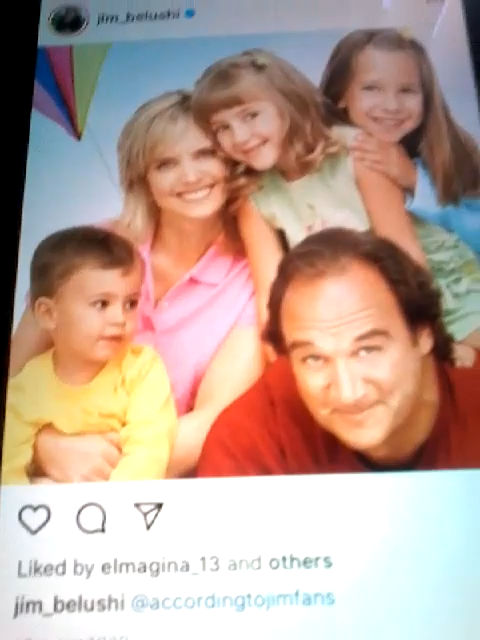 jim_belushi
Liked by elmagina_13 and others
jim_belushi @accordingtojimfans